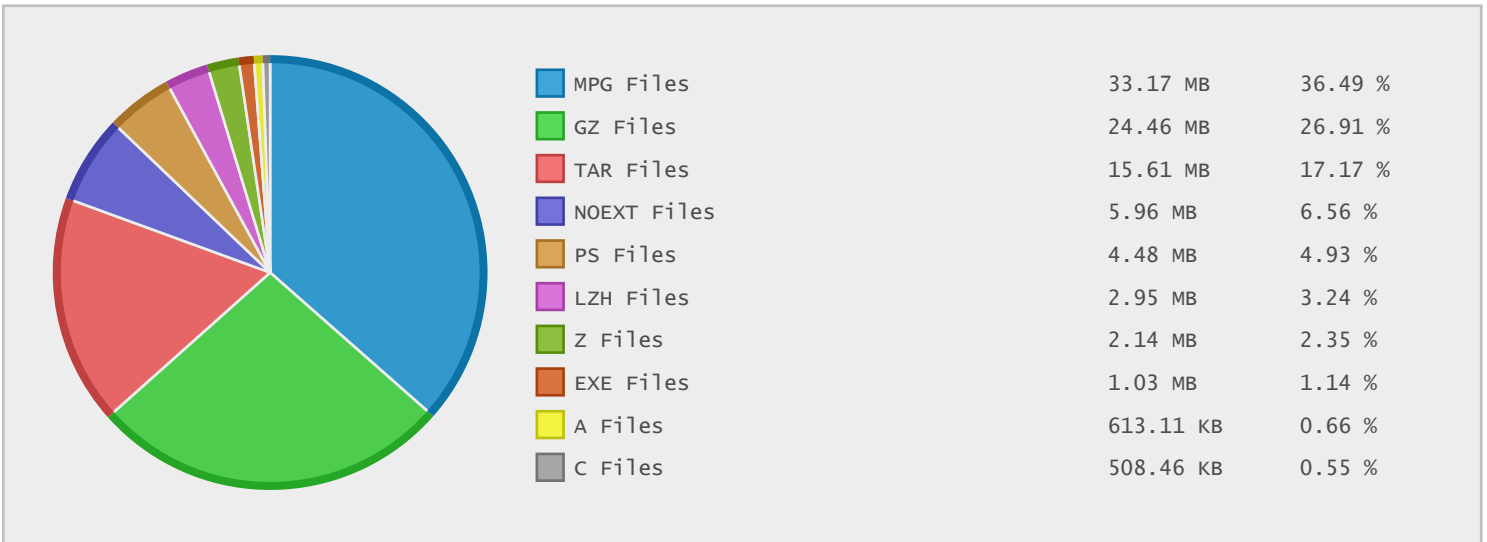 MPG Files 33.17 MB 36.49 %
GZ Files 24.46 MB 26.91 %
TAR Files 15.61 MB 17.17 %
NOEXT Files 5.96 MB 6.56 %
PS Files 4.48 MB 4.93 %
LZH Files 2.95 MB 3.24 %
Z Files 2.14 MB 2.35 %
EXE Files 1.03 MB 1.14 %
A Files 613.11 KB 0.66 %
C Files 508.46 KB 0.55 %